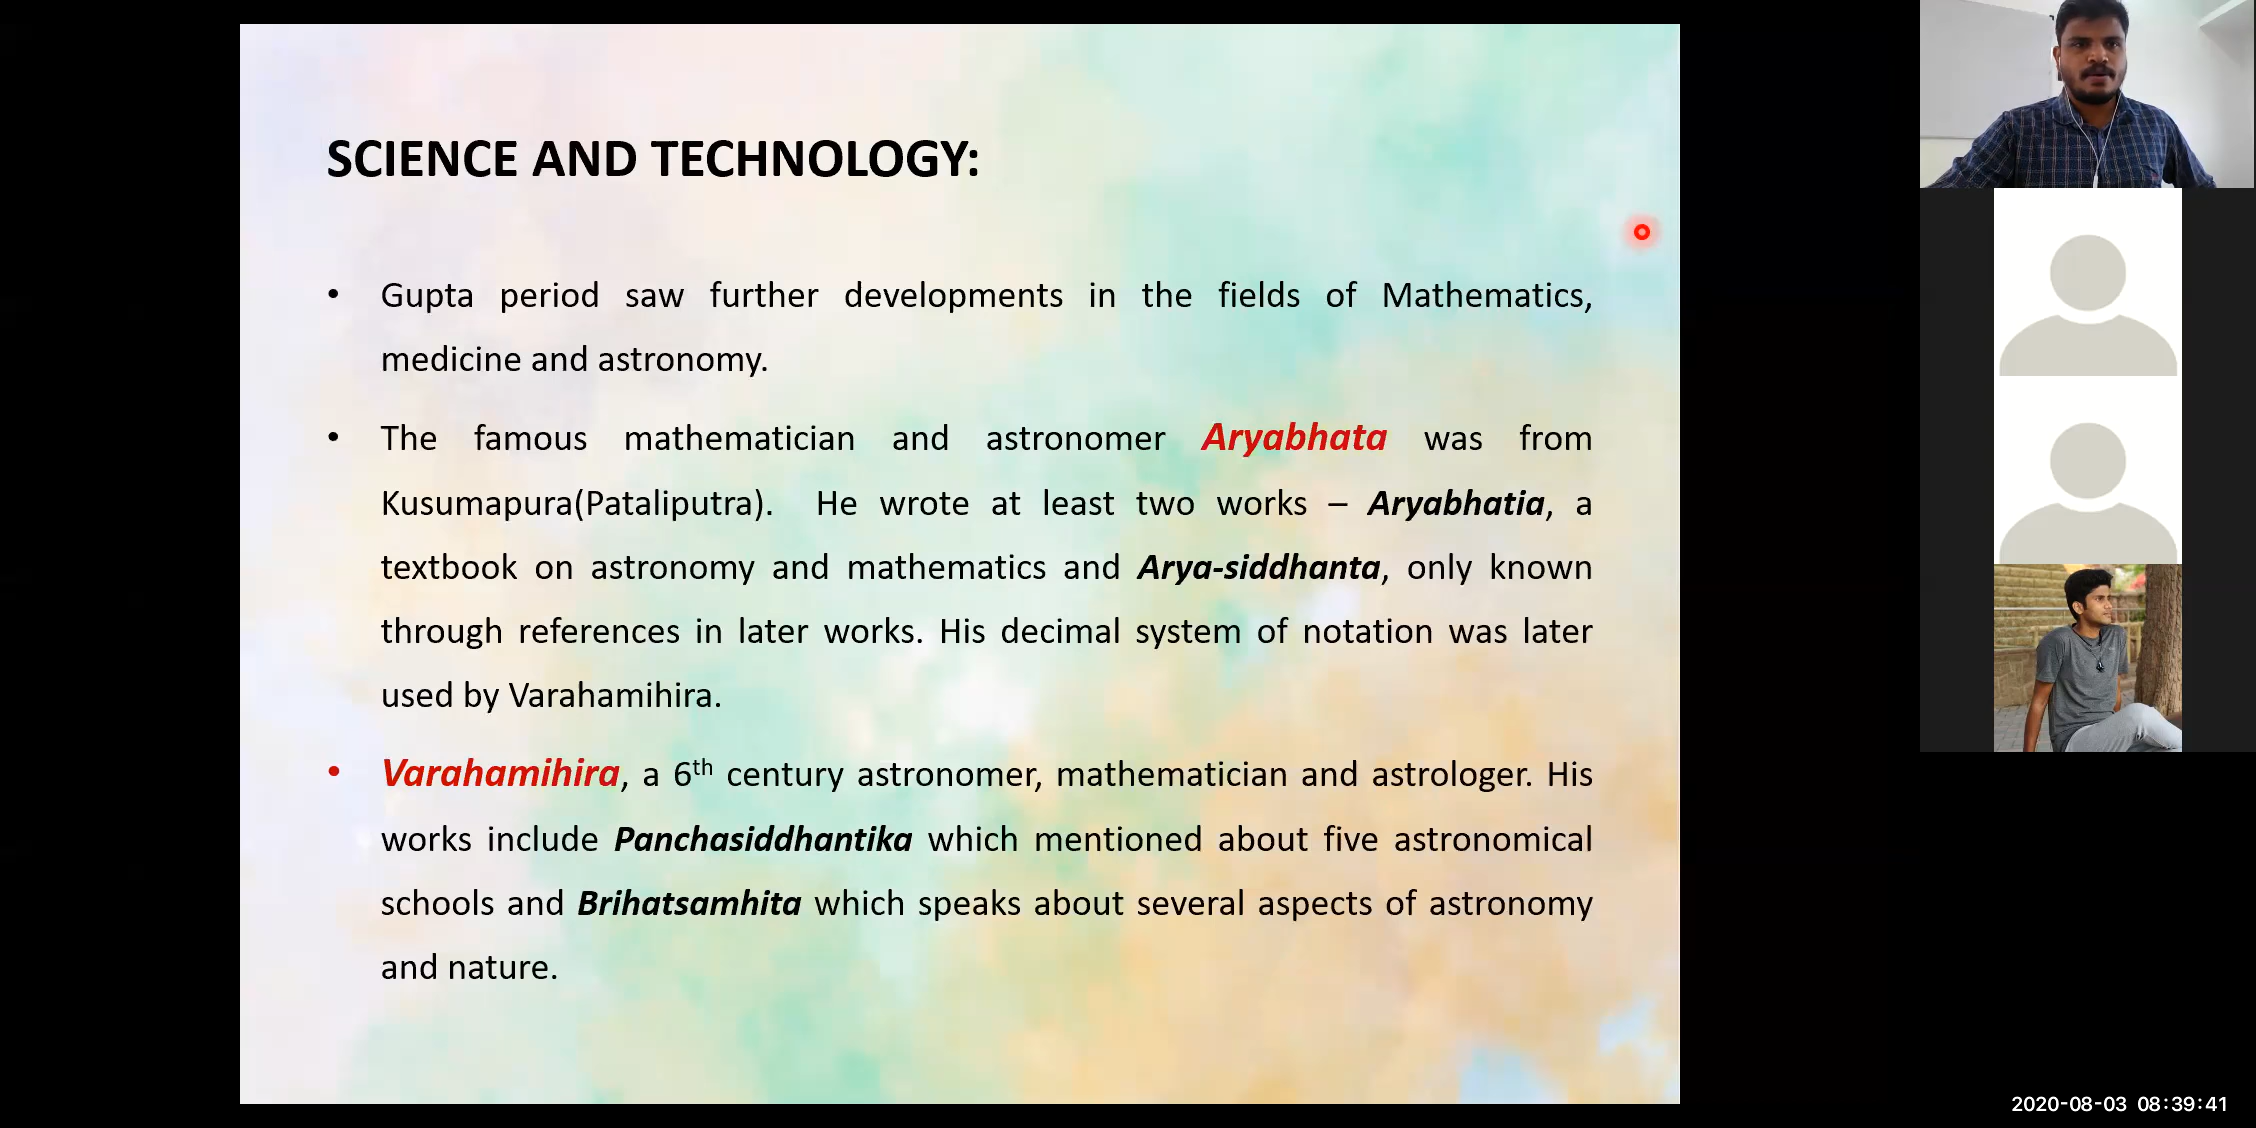 SCIENCE AND TECHNOLOGY:
• Gupta period saw further developments in the fields of Mathematics,
medicine and astronomy.
• The famous mathematician and astronomer Aryabhata was from
Kusumapura(Pataliputra). He wrote at least two works – Aryabhatia, a
textbook on astronomy and mathematics and Arya-siddhanta, only known
through references in later works. His decimal system of notation was later
used by Varahamihira.
• Varahamihira, a 6th century astronomer, mathematician and astrologer. His
works include Panchasiddhantika which mentioned about five astronomical
schools and Brihatsamhita which speaks about several aspects of astronomy
and nature.
2020-08-03 08:39:41